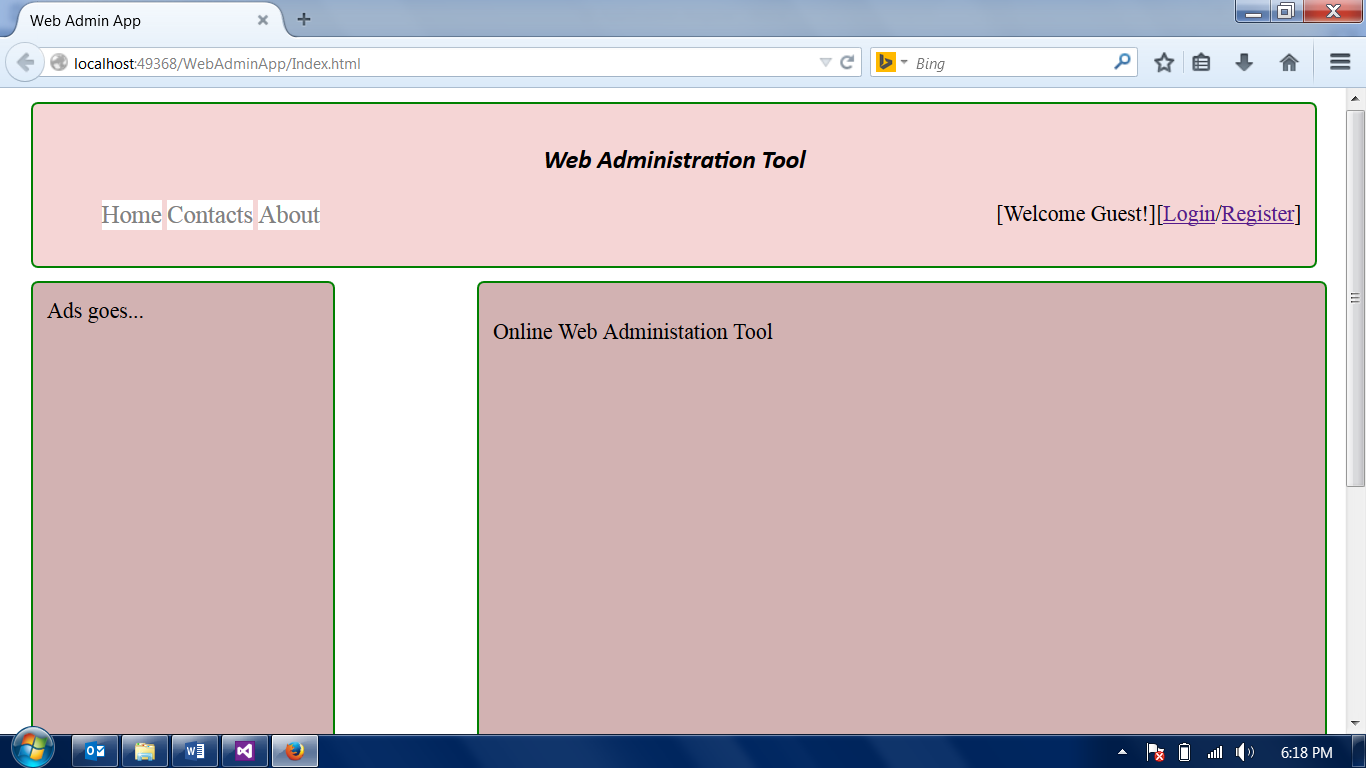 Web Admin App
localhost:49368/WebAdminApp/Index.html
Bing
Web Administration Tool
Home Contacts About
[Welcome Guest!][Login/Register]
Ads goes...
Online Web Administation Tool
6:18 PM